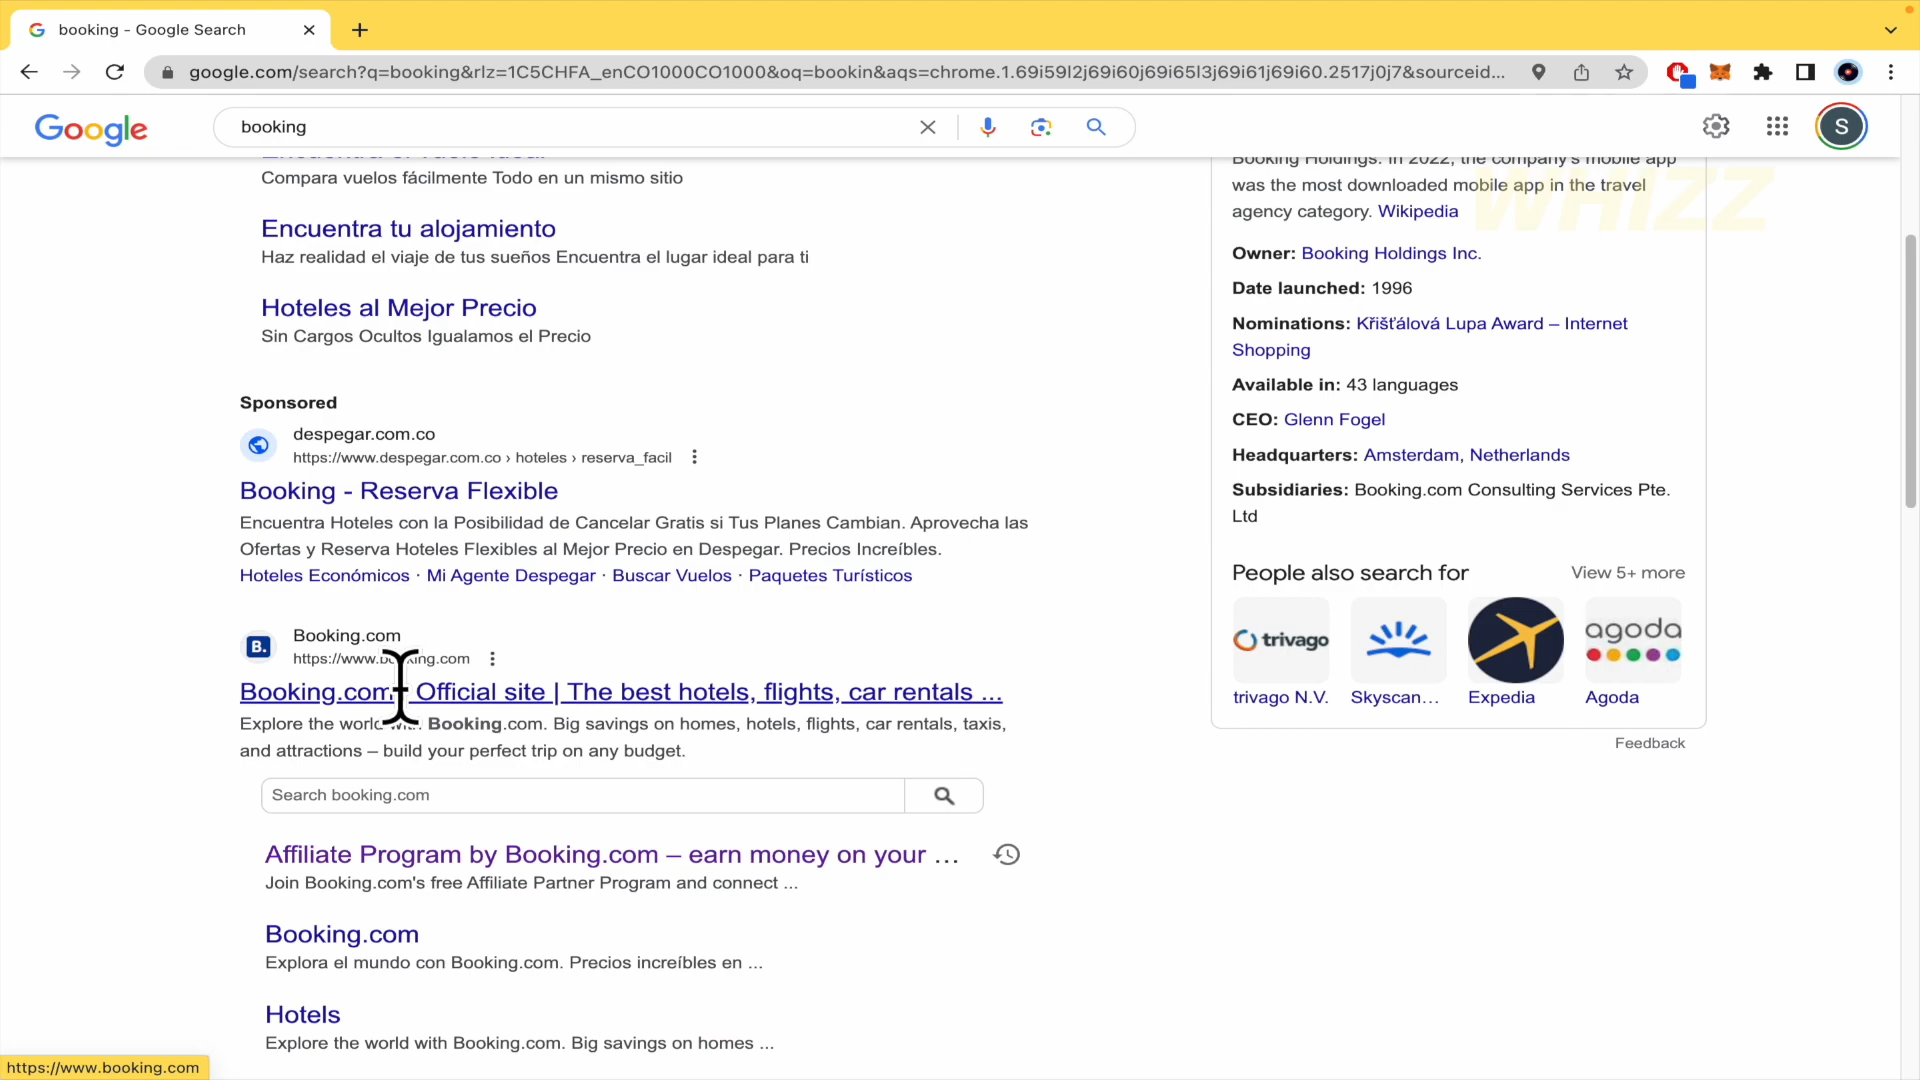 booking - Google Search
google.com/search?q=booking&rlz=1C5CHFA_enCO1000CO1000&oq=bookin&aqs=chrome.1.69i59l2j69i60j69i65l3j69i61j69i60.2517j0j7&sourceid...
Google
booking
S
Encuentra el vuelo ideal
Compara vuelos fácilmente Todo en un mismo sitio
Encuentra tu alojamiento
Haz realidad el viaje de tus sueños Encuentra el lugar ideal para ti
Hoteles al Mejor Precio
Sin Cargos Ocultos Igualamos el Precio
Sponsored
despegar.com.co
https://www.despegar.com.co › hoteles › reserva_facil
Booking - Reserva Flexible
Encuentra Hoteles con la Posibilidad de Cancelar Gratis si Tus Planes Cambian. Aprovecha las
Ofertas y Reserva Hoteles Flexibles al Mejor Precio en Despegar. Precios Increíbles.
Hoteles Económicos · Mi Agente Despegar · Buscar Vuelos · Paquetes Turísticos
B.
Booking.com
https://www.booking.com
Booking.com - Official site | The best hotels, flights, car rentals ...
Explore the world with Booking.com. Big savings on homes, hotels, flights, car rentals, taxis,
and attractions – build your perfect trip on any budget.
Search booking.com
Affiliate Program by Booking.com – earn money on your ...
Join Booking.com's free Affiliate Partner Program and connect ...
Booking.com
Explora el mundo con Booking.com. Precios increíbles en ...
Hotels
Explore the world with Booking.com. Big savings on homes ...
https://www.booking.com
Booking Holdings. In 2022, the company's mobile app
was the most downloaded mobile app in the travel
agency category. Wikipedia
WHIZZ
Owner: Booking Holdings Inc.
Date launched: 1996
Nominations: Křišťálová Lupa Award – Internet
Shopping
Available in: 43 languages
CEO: Glenn Fogel
Headquarters: Amsterdam, Netherlands
Subsidiaries: Booking.com Consulting Services Pte.
Ltd
People also search for
View 5+ more
trivago
agoda
trivago N.V.
Skyscan...
Expedia
Agoda
Feedback